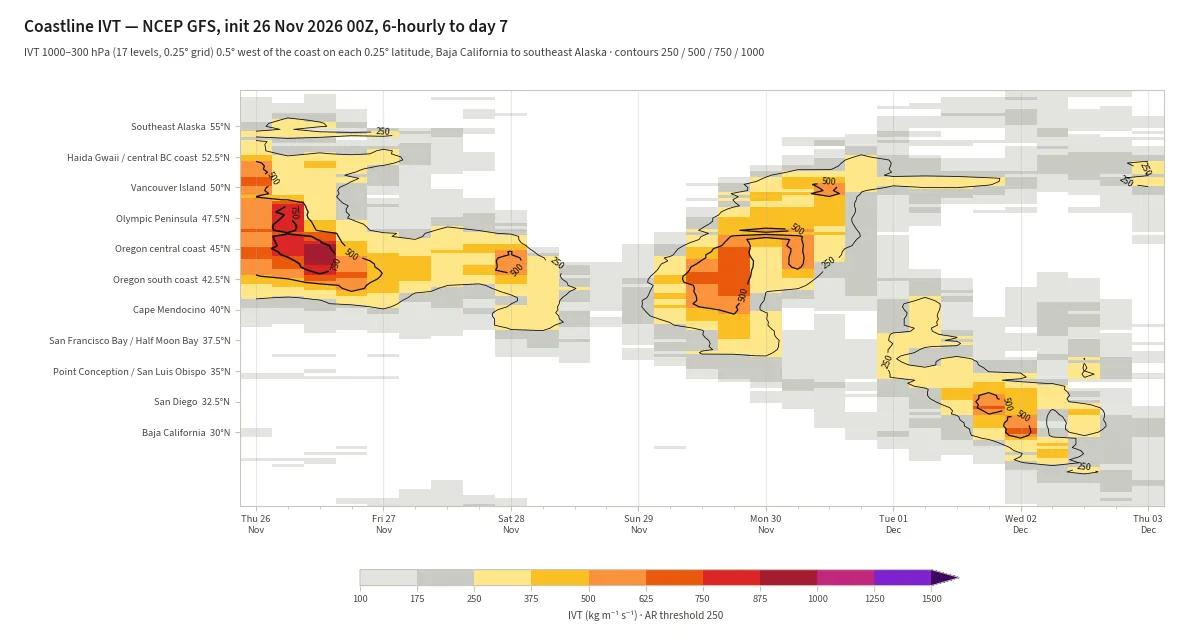 Coastline IVT — NCEP GFS, init 26 Nov 2026 00Z, 6-hourly to day 7
IVT 1000–300 hPa (17 levels, 0.25° grid) 0.5° west of the coast on each 0.25° latitude, Baja California to southeast Alaska · contours 250 / 500 / 750 / 1000
Southeast Alaska 55°N
Haida Gwaii / central BC coast 52.5°N
Vancouver Island 50°N
Olympic Peninsula 47.5°N
Oregon central coast 45°N
Oregon south coast 42.5°N
Cape Mendocino 40°N
San Francisco Bay / Half Moon Bay 37.5°N
Point Conception / San Luis Obispo 35°N
San Diego 32.5°N
Baja California 30°N
250
500
750
500
750
500
250
500
500
500
250
250
500
500
250
250
250
Thu 26 Nov
Fri 27 Nov
Sat 28 Nov
Sun 29 Nov
Mon 30 Nov
Tue 01 Dec
Wed 02 Dec
Thu 03 Dec
100 175 250 375 500 625 750 875 1000 1250 1500
IVT (kg m⁻¹ s⁻¹) · AR threshold 250